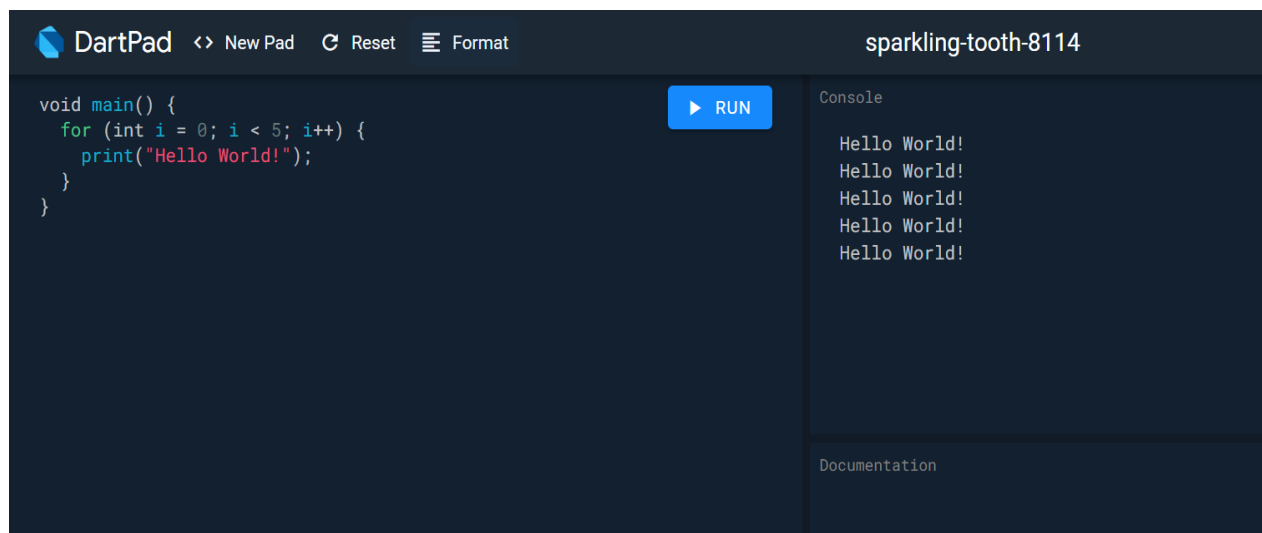 DartPad <> New Pad Reset Format sparkling-tooth-8114
void main() {
  for (int i = 0; i < 5; i++) {
    print("Hello World!");
  }
}
RUN
Console
Hello World!
Hello World!
Hello World!
Hello World!
Hello World!
Documentation